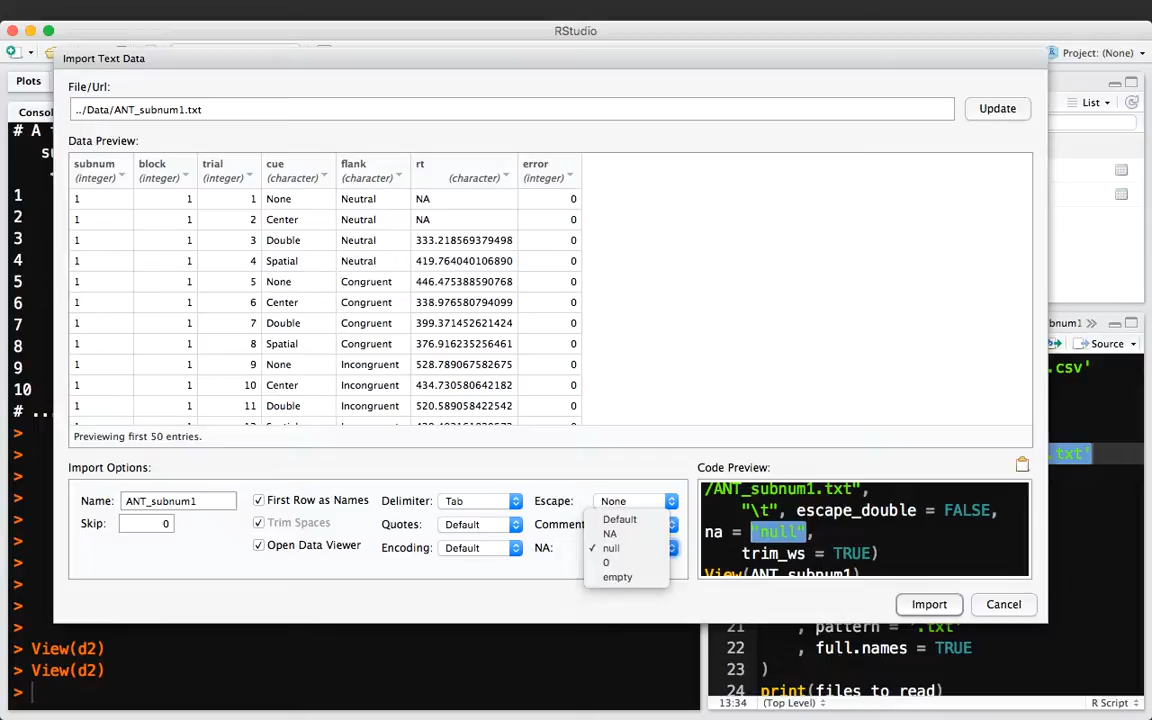 RStudio
Project: (None)
Import Text Data
Plots
List
File/Url:
../Data/ANT_subnum1.txt
Update
Consol
# A
Data Preview:
subnum block trial cue flank rt error
(integer) (integer) (integer) (character) (character) (character) (integer)
1 1 1 None Neutral NA 0
1 1 2 Center Neutral NA 0
1 1 3 Double Neutral 333.218569379498 0
1 1 4 Spatial Neutral 419.764040106890 0
1 1 5 None Congruent 446.475388590768 0
1 1 6 Center Congruent 338.976580794099 0
1 1 7 Double Congruent 399.371452621424 0
1 1 8 Spatial Congruent 376.916235256461 0
1 1 9 None Incongruent 528.789067582675 0
1 1 10 Center Incongruent 434.730580642182 0
1 1 11 Double Incongruent 520.589058422542 0
Previewing first 50 entries.
1
2
3
4
5
6
7
8
9
10
# ..
bnum1
Source
.csv'
.txt'
Import Options:
Name: ANT_subnum1
Skip: 0
First Row as Names
Trim Spaces
Open Data Viewer
Delimiter: Tab
Quotes: Default
Encoding: Default
Escape: None
Comment
NA:
Default
NA
✓ null
0
empty
Code Preview:
/ANT_subnum1.txt",
"\t", escape_double = FALSE,
na = "null",
trim_ws = TRUE)
View(ANT_subnum1)
Import
Cancel
>
>
>
>
>
>
>
>
>
>
> View(d2)
> View(d2)
>
21 , pattern = '.txt'
22 , full.names = TRUE
23 )
24 print(files_to_read)
13:34 (Top Level)
R Script